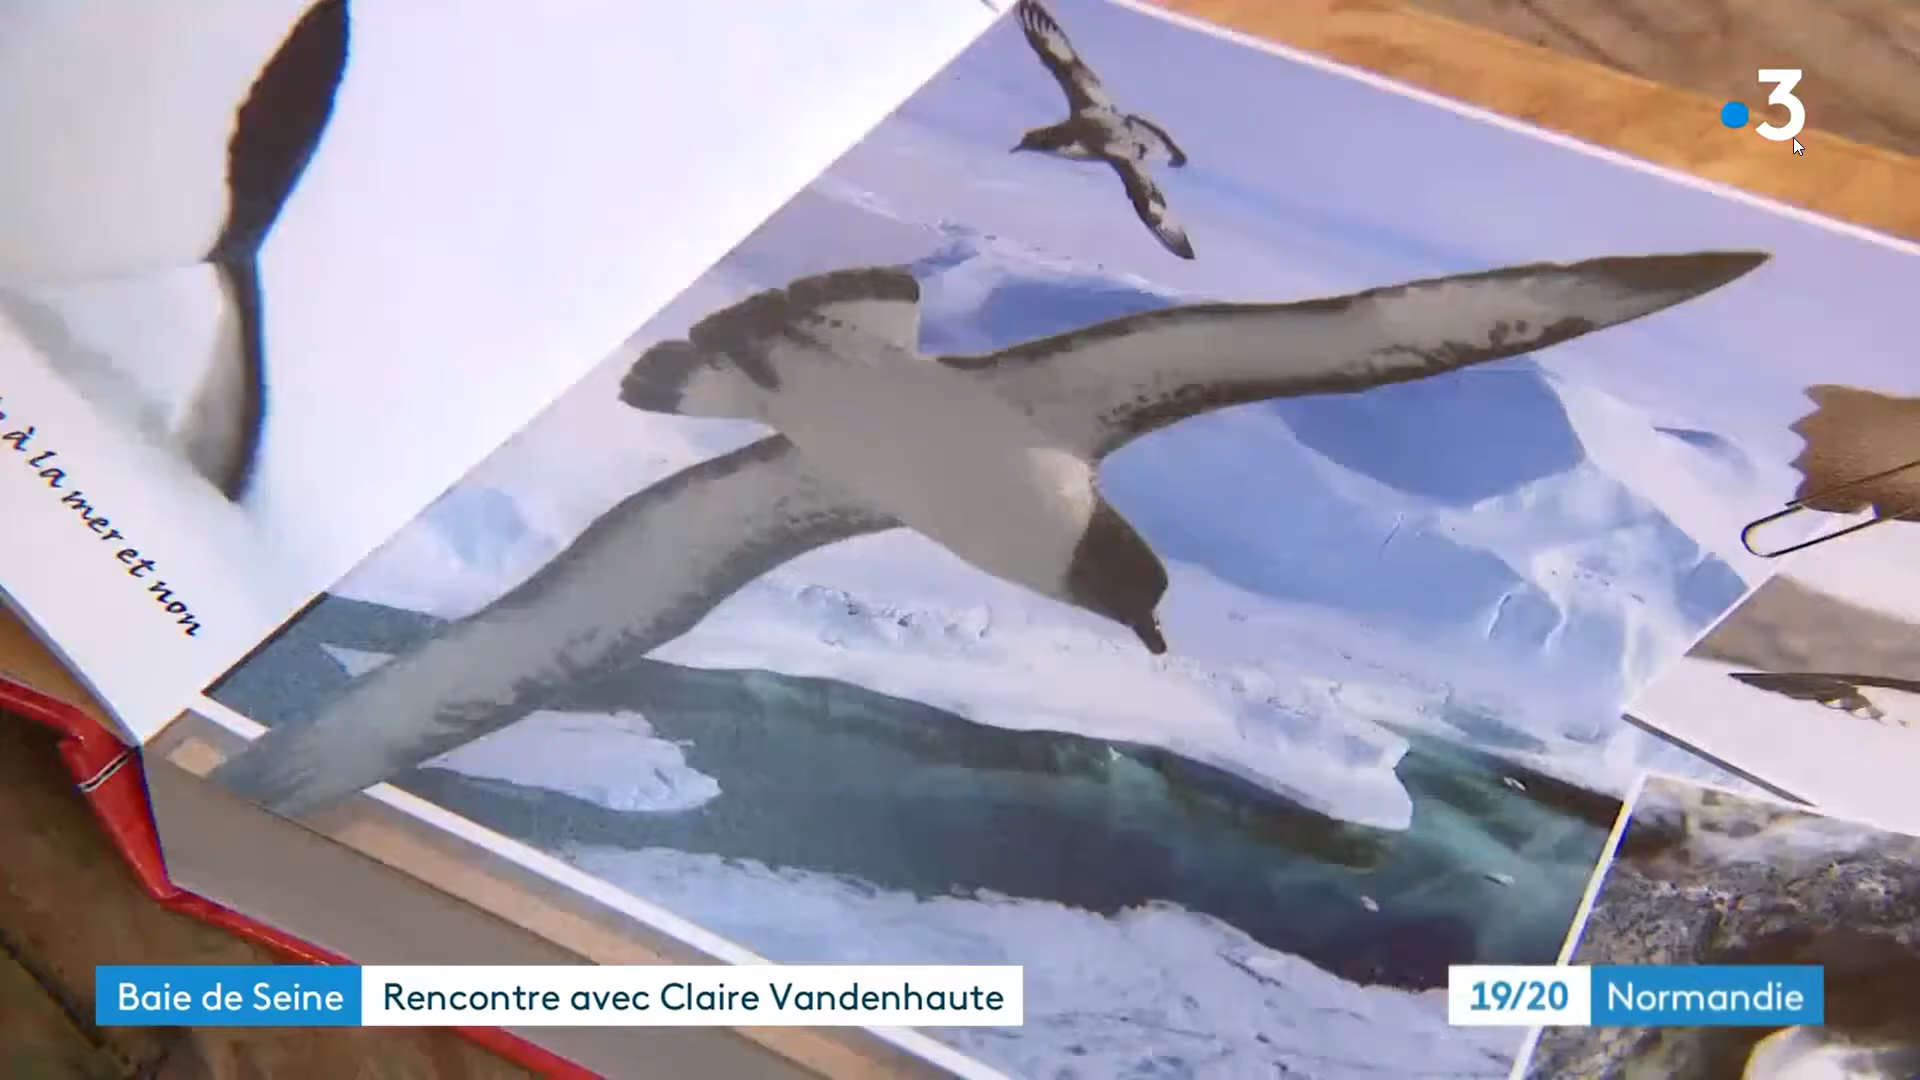 3
à la mer et non
Baie de Seine
Rencontre avec Claire Vandenhaute
19/20
Normandie